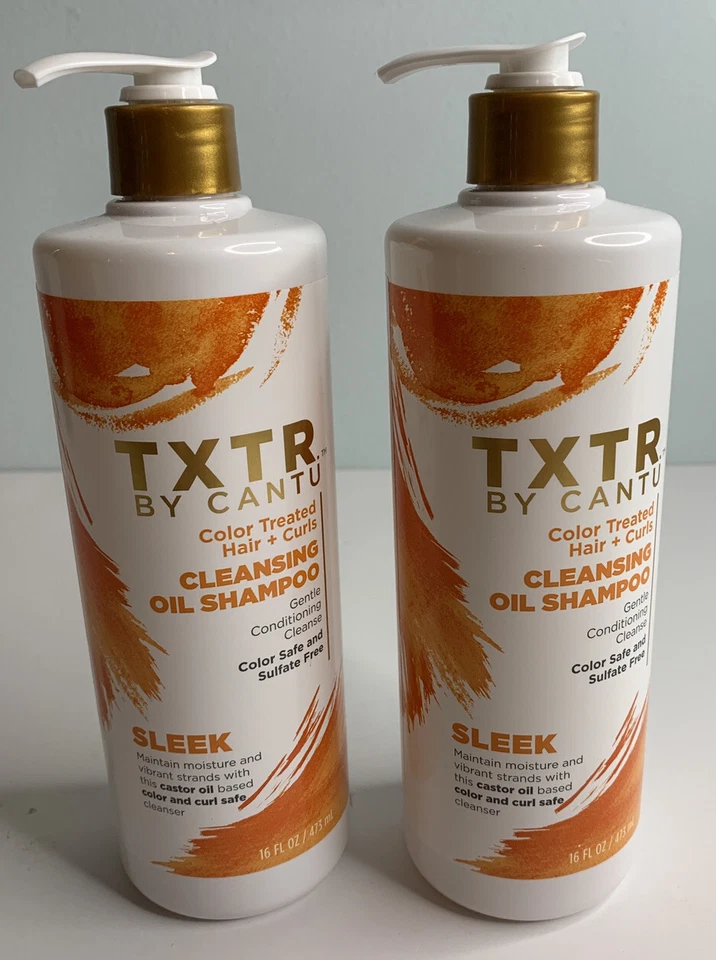 TXTR.™
BY CANTU
Color Treated
Hair + Curls
CLEANSING
OIL SHAMPOO
Gentle
Conditioning
Cleanse
Color Safe and
Sulfate Free
SLEEK
Maintain moisture and
vibrant strands with
this castor oil based
color and curl safe
cleanser
16 FL OZ / 473 mL
TXTR.
BY CANTU
Color Treated
Hair + Curls
CLEANSING
OIL SHAMPOO
Gentle
Conditioning
Cleanse
Color Safe and
Sulfate Free
SLEEK
Maintain moisture and
vibrant strands with
this castor oil based
color and curl safe
cleanser
16 FL OZ / 473 mL